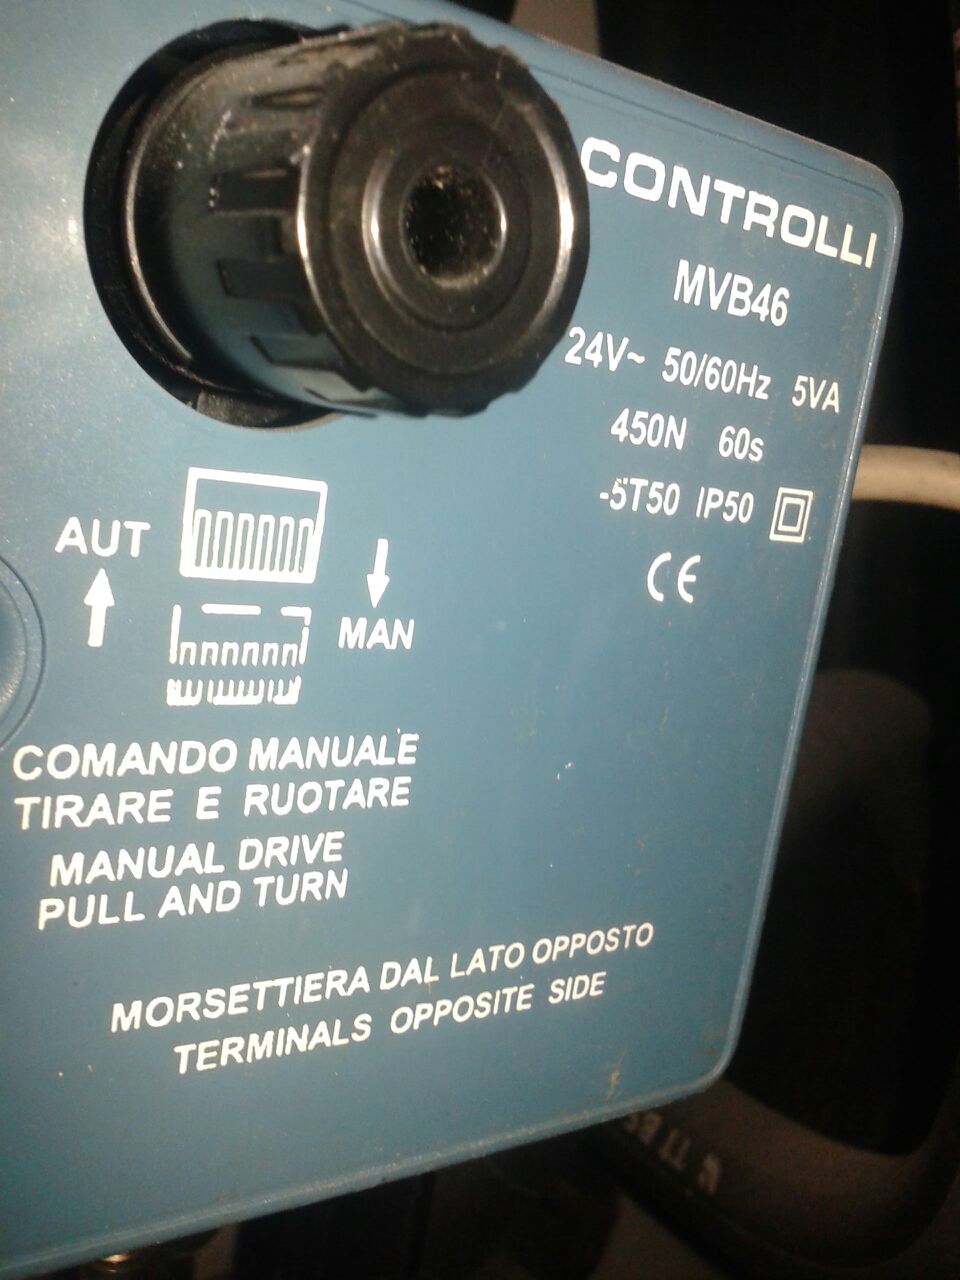 CONTROLLI
MVB46
24V~ 50/60Hz 5VA
450N 60s
-5T50 IP50
CE
AUT
MAN
COMANDO MANUALE
TIRARE E RUOTARE
MANUAL DRIVE
PULL AND TURN
MORSETTIERA DAL LATO OPPOSTO
TERMINALS OPPOSITE SIDE